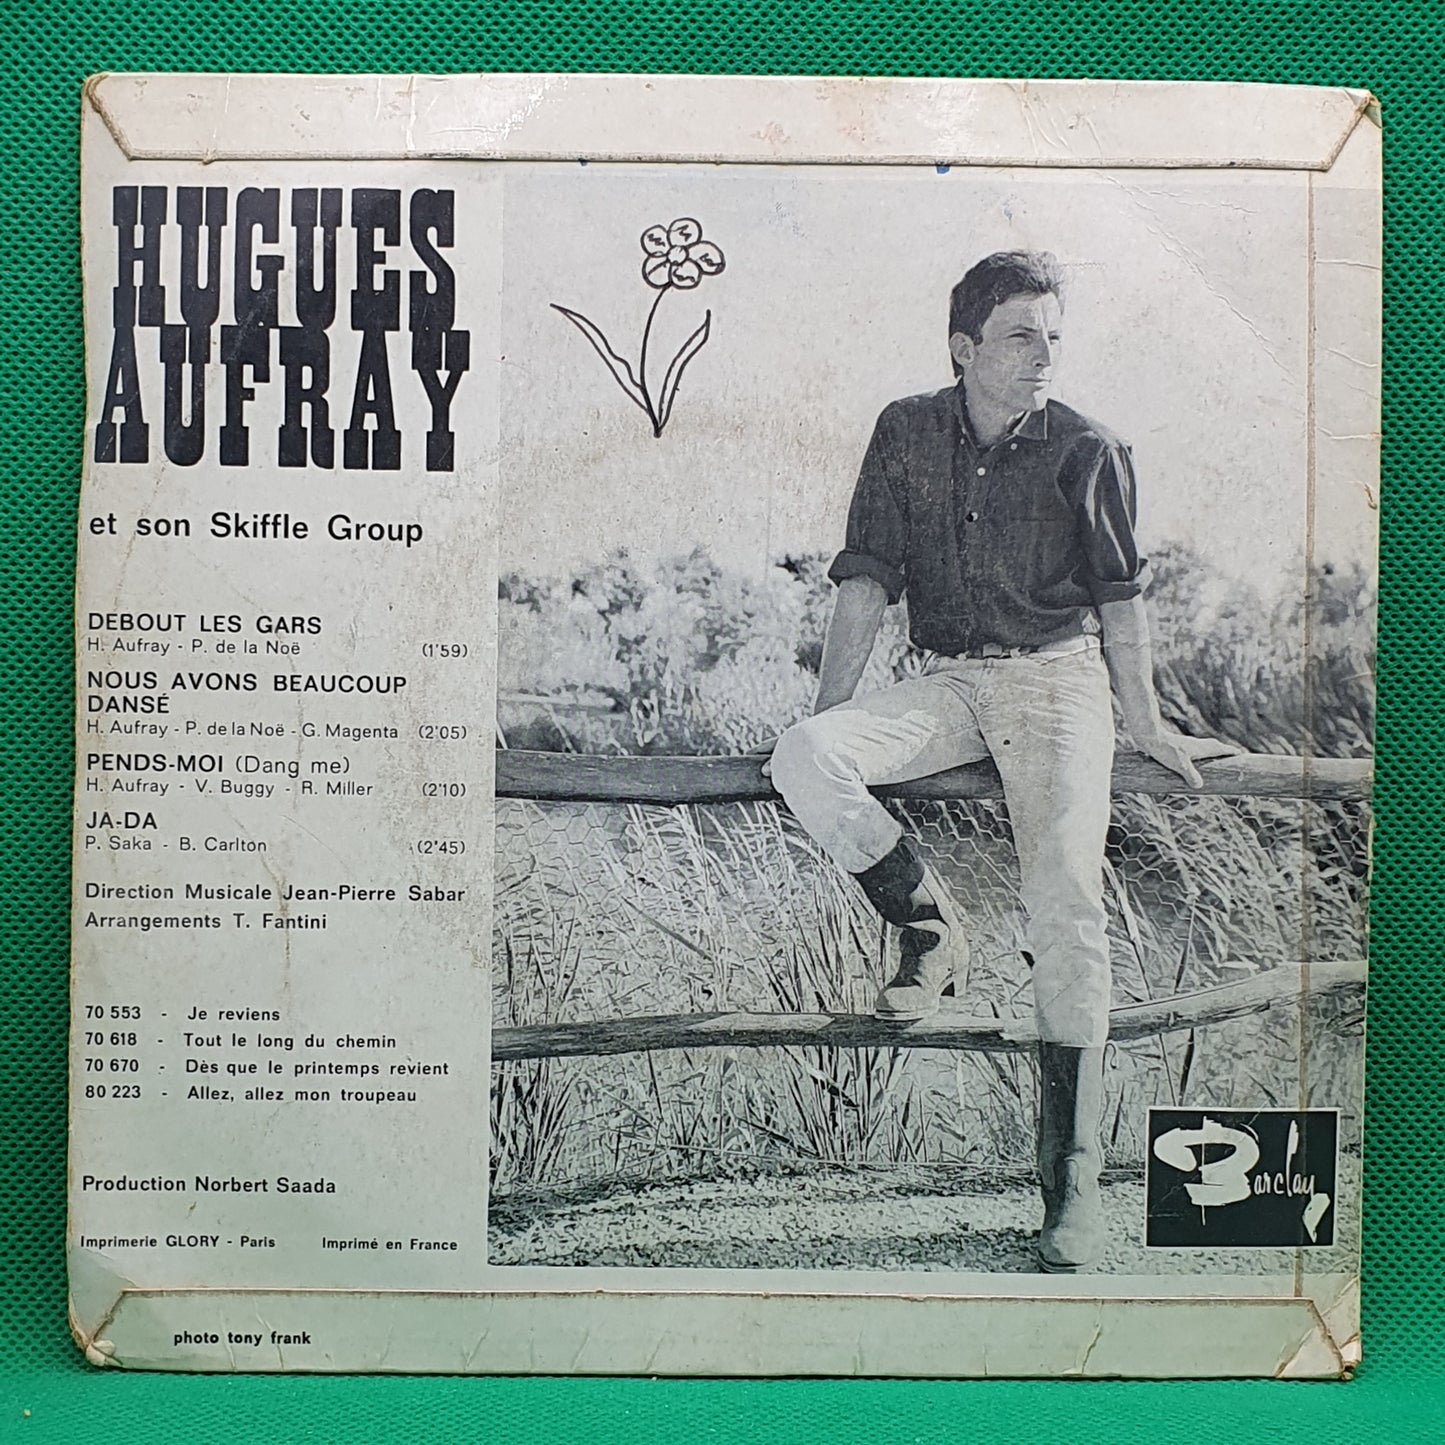 HUGUES
AUFRAY
et son Skiffle Group
DEBOUT LES GARS
H. Aufray - P. de la Noë (1'59)
NOUS AVONS BEAUCOUP
DANSÉ
H. Aufray - P. de la Noë - G. Magenta (2'05)
PENDS-MOI (Dang me)
H. Aufray - V. Buggy - R. Miller (2'10)
JA-DA
P. Saka - B. Carlton (2'45)
Direction Musicale Jean-Pierre Sabar
Arrangements T. Fantini
70 553 - Je reviens
70 618 - Tout le long du chemin
70 670 - Dès que le printemps revient
80 223 - Allez, allez mon troupeau
Production Norbert Saada
Imprimerie GLORY - Paris Imprimé en France
photo tony frank
Barclay